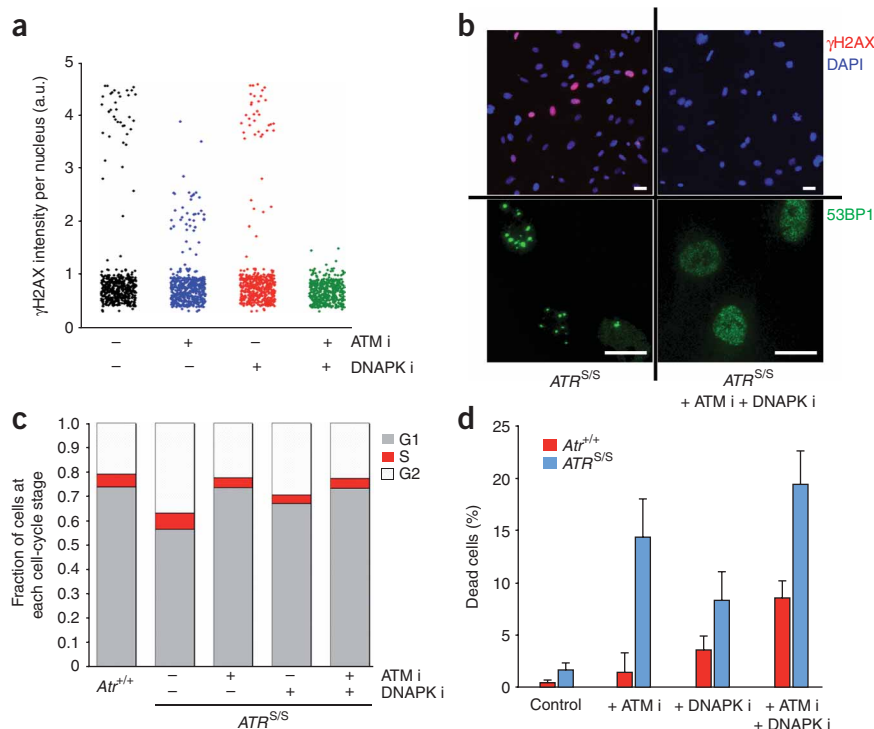 a
γH2AX intensity per nucleus (a.u.)
5
4
3
2
1
0
– + – + ATM i
– – + + DNAPK i
b
γH2AX
DAPI
53BP1
ATR^S/S
ATR^S/S
+ ATM i + DNAPK i
c
Fraction of cells at
each cell-cycle stage
1.0
0.9
0.8
0.7
0.6
0.5
0.4
0.3
0.2
0.1
0
G1
S
G2
Atr^+/+
– + – + ATM i
– – + + DNAPK i
ATR^S/S
d
Dead cells (%)
25
20
15
10
5
0
Atr^+/+
ATR^S/S
Control
+ ATM i
+ DNAPK i
+ ATM i
+ DNAPK i